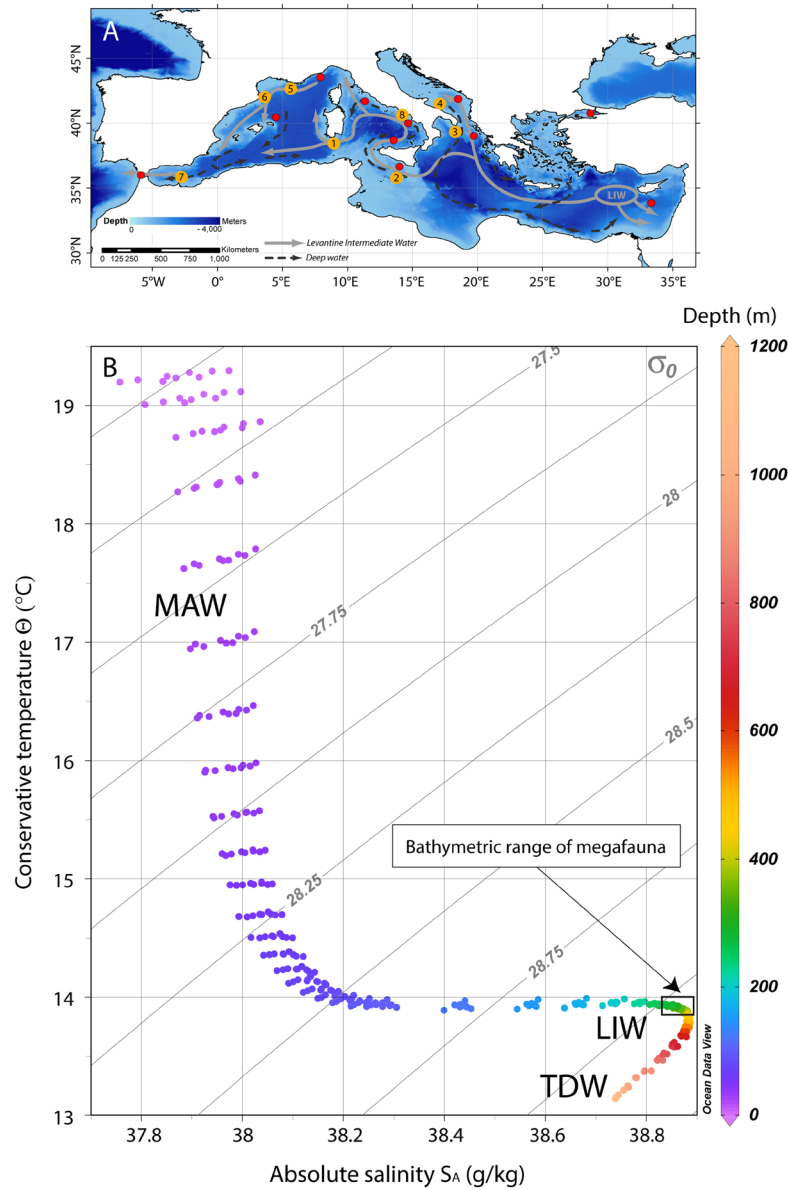 A
45°N
40°N
35°N
30°N
6
5
8
4
3
1
2
7
LIW
Depth
Meters
0
- 4,000
Kilometers
0 125 250 500 750 1,000
Levantine Intermediate Water
Deep water
5°W 0° 5°E 10°E 15°E 20°E 25°E 30°E 35°E
Depth (m)
B
27.5
σ0
28
27.75
28.5
28.25
28.75
MAW
Bathymetric range of megafauna
LIW
TDW
Ocean Data View
1200
1000
800
600
400
200
0
19
18
17
16
15
14
13
Conservative temperature Θ (°C)
37.8 38 38.2 38.4 38.6 38.8
Absolute salinity SA (g/kg)